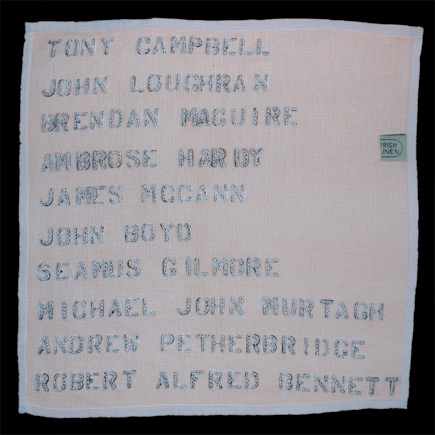 TONY CAMPBELL
JOHN LOUGHRAN
BRENDAN MAGUIRE
AMBROSE HARDY
JAMES MCCANN
JOHN BOYD
SEAMUS GILMORE
MICHAEL JOHN MURTAGH
ANDREW PETHERBRIDGE
ROBERT ALFRED BENNETT
IRISH
LINEN